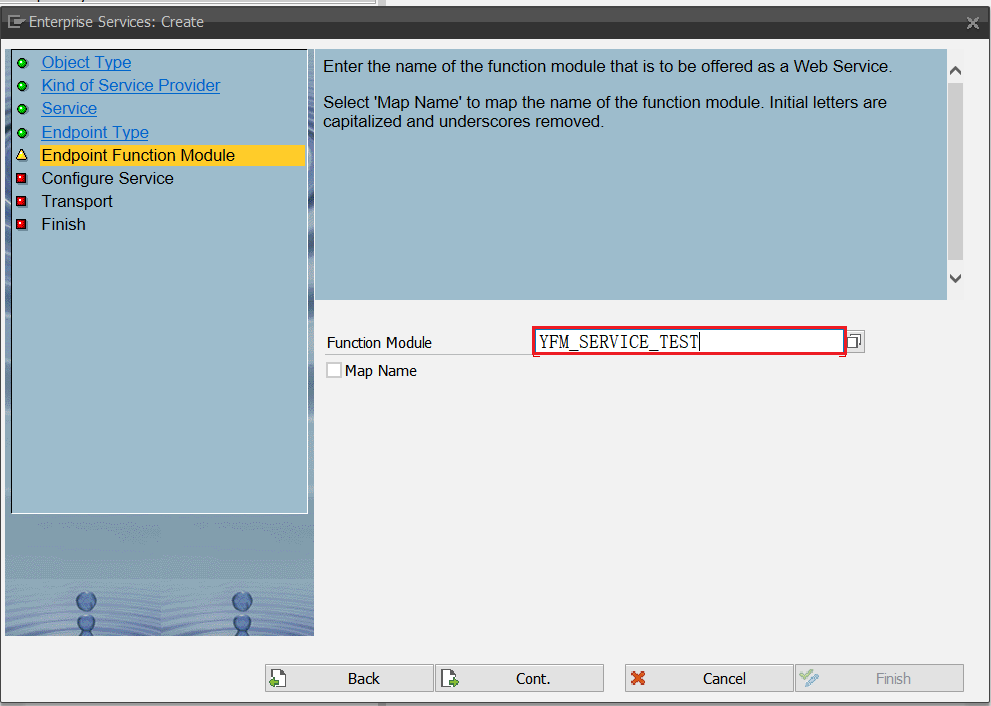 Enterprise Services: Create
Object Type
Kind of Service Provider
Service
Endpoint Type
Endpoint Function Module
Configure Service
Transport
Finish
Enter the name of the function module that is to be offered as a Web Service.
Select 'Map Name' to map the name of the function module. Initial letters are
capitalized and underscores removed.
Function Module YFM_SERVICE_TEST
Map Name
Back Cont. Cancel Finish